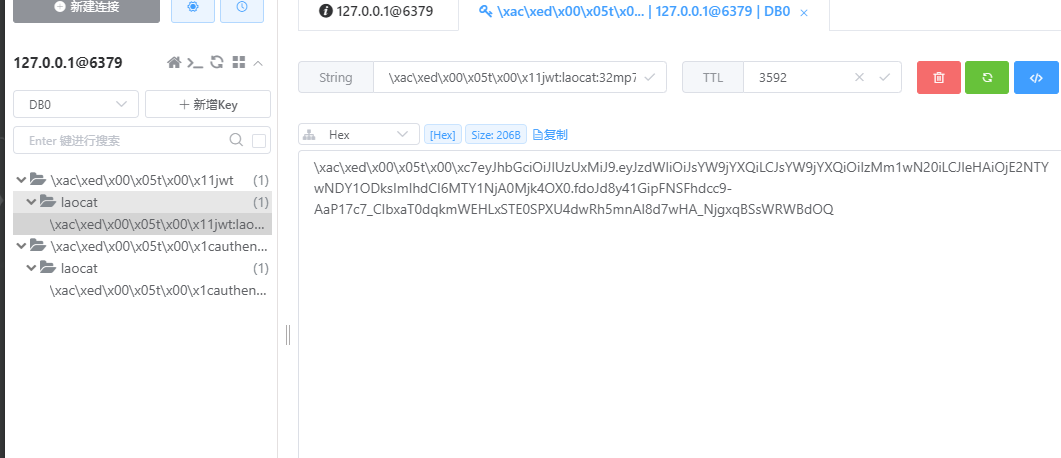 新建连接
127.0.0.1@6379
\xac\xed\x00\x05t\x0... | 127.0.0.1@6379 | DB0
127.0.0.1@6379
String
\xac\xed\x00\x05t\x00\x11jwt:laocat:32mp7
TTL
3592
DB0
新增Key
Enter 键进行搜索
Hex
[Hex]
Size: 206B
复制
\xac\xed\x00\x05t\x00\xc7eyJhbGciOiJIUzUxMiJ9.eyJzdWIiOiJsYW9jYXQiLCJsYW9jYXQiOiIzMm1wN20iLCJleHAiOjE2NTY
wNDY1ODksImlhdCI6MTY1NjA0Mjk4OX0.fdoJd8y41GipFNSFhdcc9-
AaP17c7_CIbxaT0dqkmWEHLxSTE0SPXU4dwRh5mnAI8d7wHA_NjgxqBSsWRWBdOQ
\xac\xed\x00\x05t\x00\x11jwt (1)
laocat (1)
\xac\xed\x00\x05t\x00\x11jwt:lao...
\xac\xed\x00\x05t\x00\x1cauthen... (1)
laocat (1)
\xac\xed\x00\x05t\x00\x1cauthen...